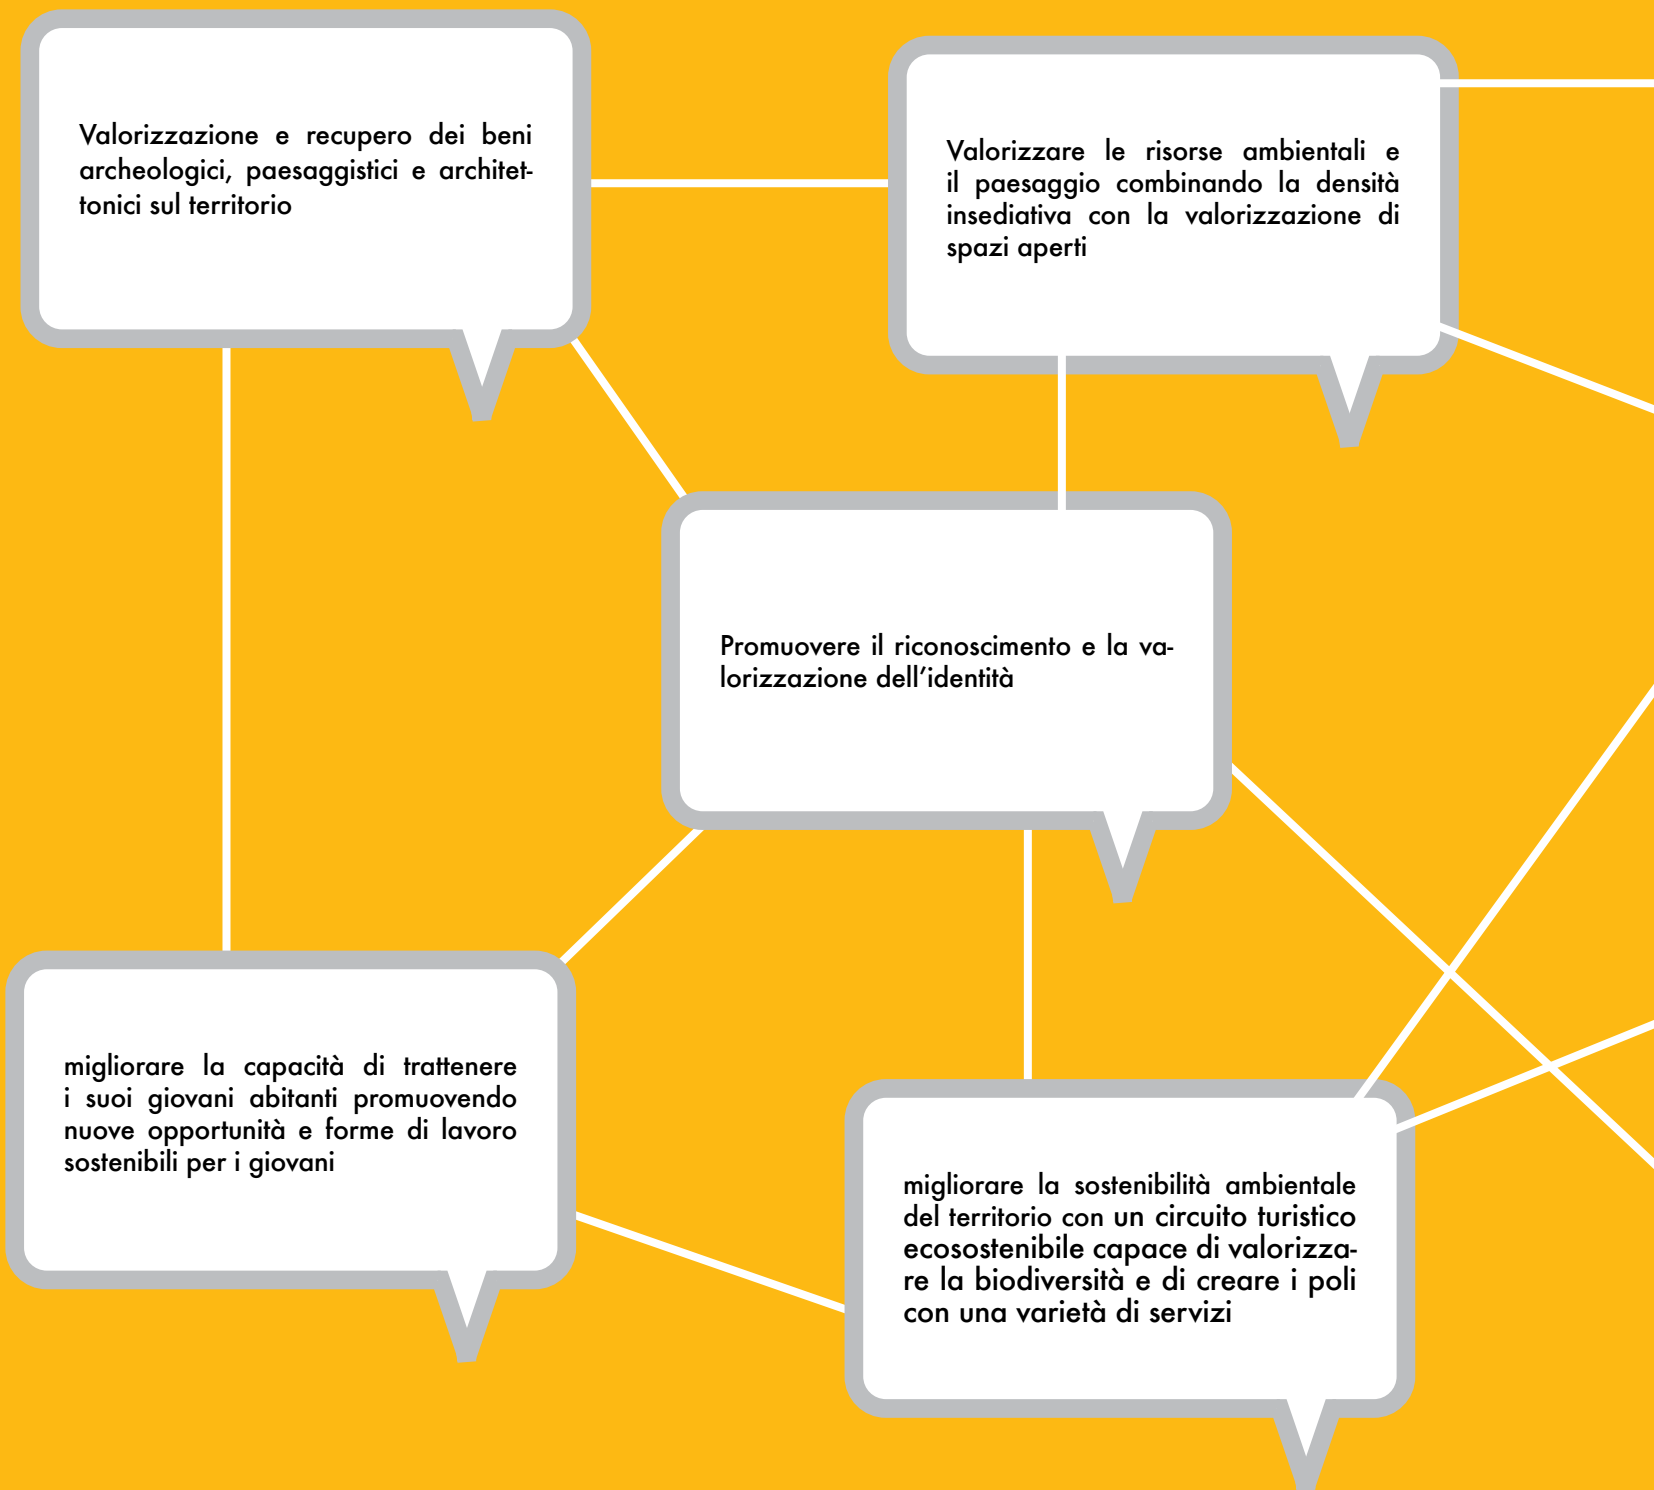 Valorizzazione e recupero dei beni
archeologici, paesaggistici e architet-
tonici sul territorio
Valorizzare le risorse ambientali e
il paesaggio combinando la densità
insediativa con la valorizzazione di
spazi aperti
Promuovere il riconoscimento e la va-
lorizzazione dell'identità
migliorare la capacità di trattenere
i suoi giovani abitanti promuovendo
nuove opportunità e forme di lavoro
sostenibili per i giovani
migliorare la sostenibilità ambientale
del territorio con un circuito turistico
ecosostenibile capace di valorizza-
re la biodiversità e di creare i poli
con una varietà di servizi